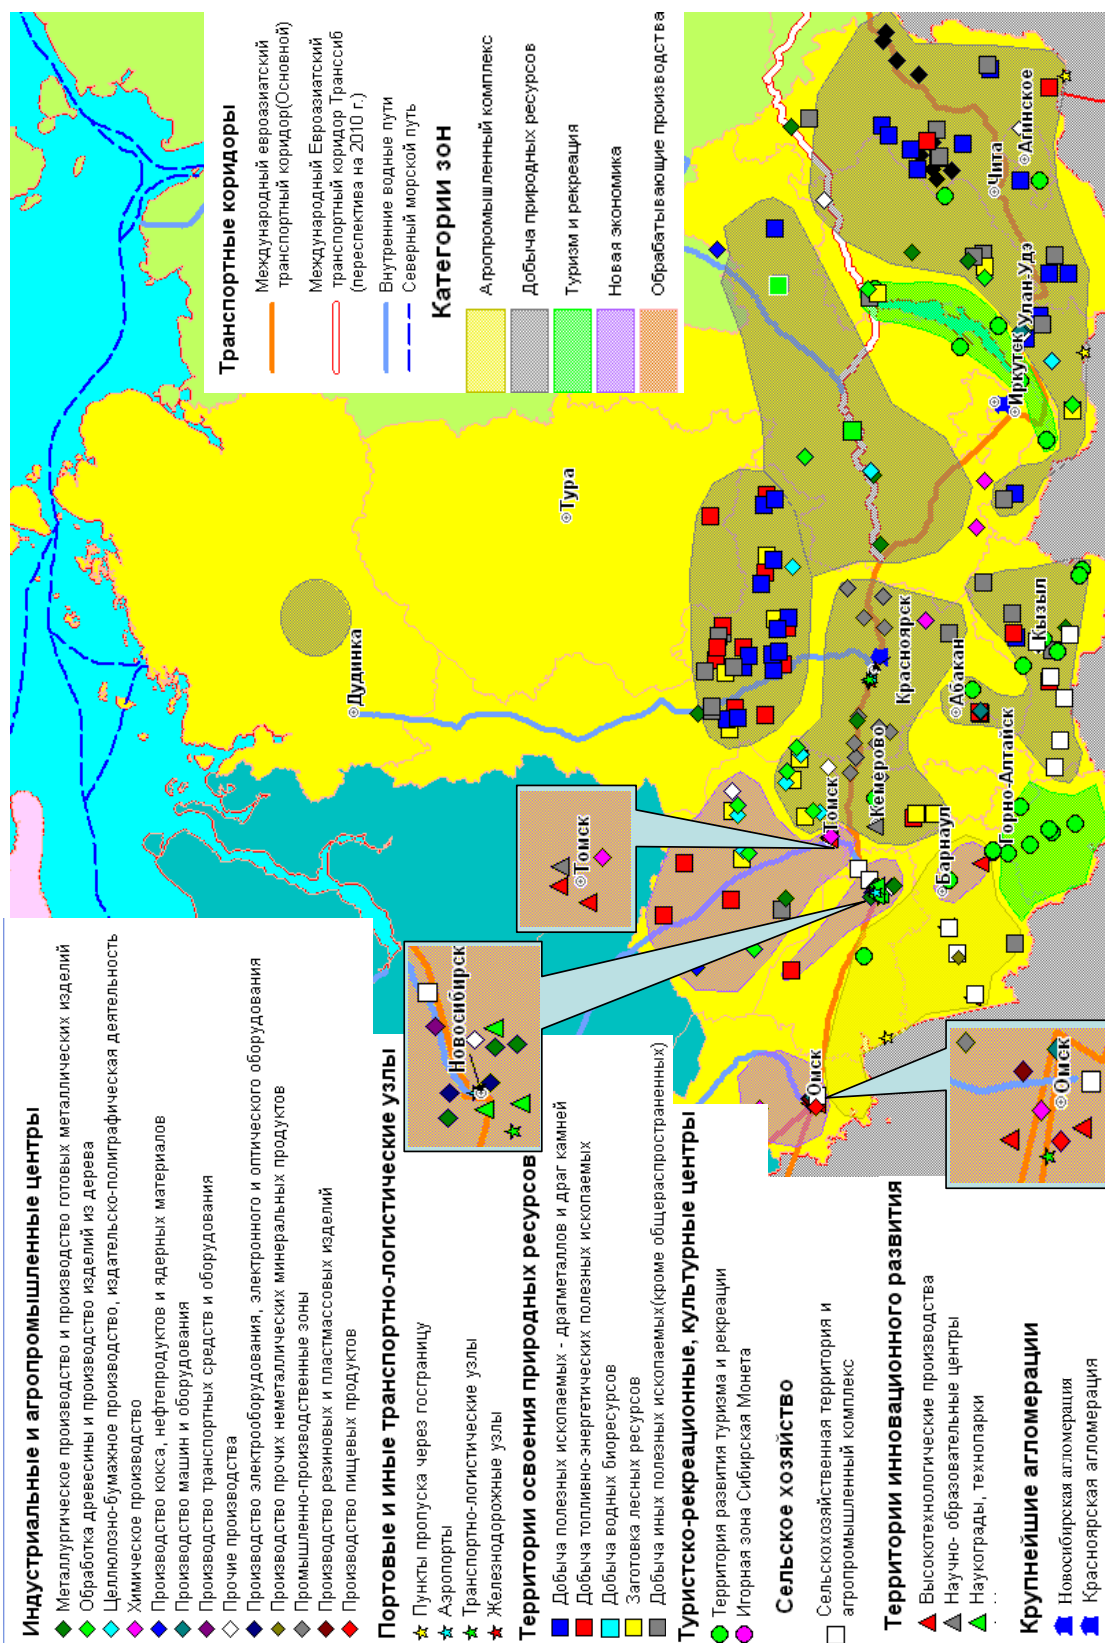 Индустриальные и агропромышленные центры
Металлургическое производство и производство готовых металлических изделий
Обработка древесины и производство изделий из дерева
Целлюлозно-бумажное производство, издательско-полиграфическая деятельность
Химическое производство
Производство кокса, нефтепродуктов и ядерных материалов
Производство машин и оборудования
Производство транспортных средств и оборудования
Прочие производства
Производство электрооборудования, электронного и оптического оборудования
Производство прочих неметаллических минеральных продуктов
Промышленно-производственные зоны
Производство резиновых и пластмассовых изделий
Производство пищевых продуктов
Портовые и иные транспортно-логистические узлы
Пункты пропуска через госграницу
Аэропорты
Транспортно-логистические узлы
Железнодорожные узлы
Территории освоения природных ресурсов
Добыча полезных ископаемых - драгметаллов и драг камней
Добыча топливно-энергетических полезных ископаемых
Добыча водных биоресурсов
Заготовка лесных ресурсов
Добыча иных полезных ископаемых(кроме общераспространенных)
Туристско-рекреационные, культурные центры
Территория развития туризма и рекреации
Игорная зона Сибирская Монета
Сельское хозяйство
Сельскохозяйственная территория и
агропромышленный комплекс
Территории инновационного развития
Высокотехнологичные производства
Научно- образовательные центры
Наукограды, технопарки
Крупнейшие агломерации
Новосибирская агломерация
Красноярская агломерация
Транспортные коридоры
Международный евроазиатский
транспортный коридор(Основной)
Международный Евроазиатский
транспортный коридор Транссиб
(перспектива на 2010 г.)
Внутренние водные пути
Северный морской путь
Категории зон
Агропромышленный комплекс
Добыча природных ресурсов
Туризм и рекреация
Новая экономика
Обрабатывающие производства
Дудинка
Тура
Томск
Новосибирск
Омск
Омск
Томск
Кемерово
Барнаул
Горно-Алтайск
Абакан
Красноярск
Кызыл
Иркутск
Улан-Удэ
Чита
Агинское